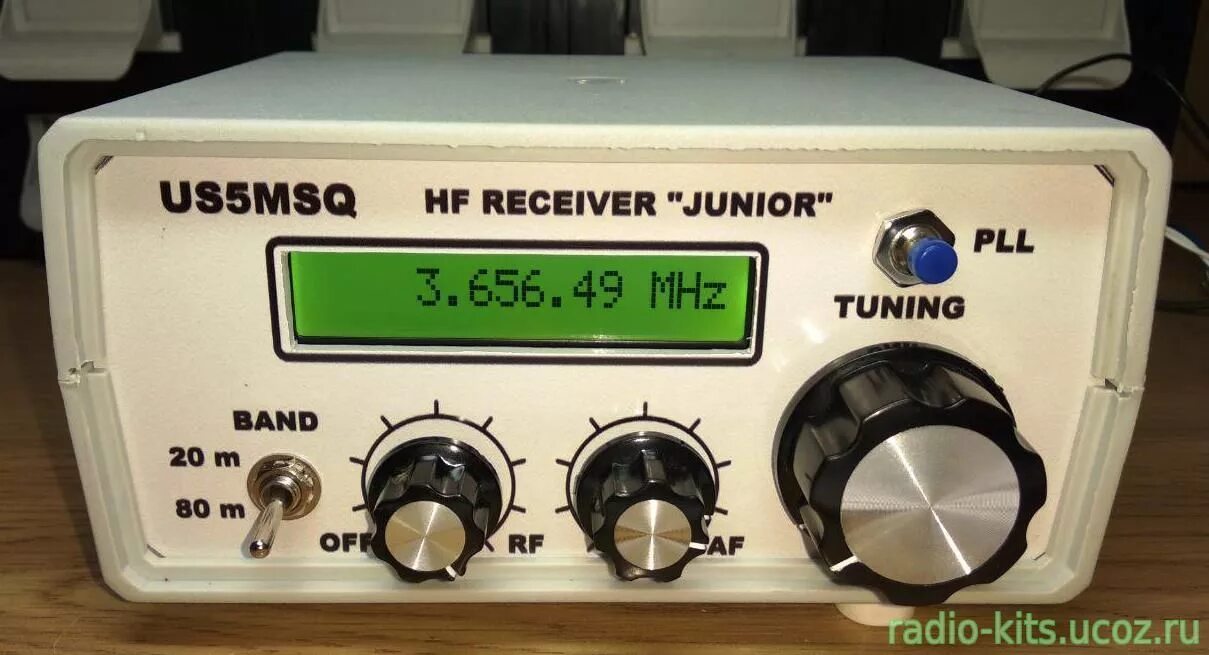 US5MSQ
HF RECEIVER "JUNIOR"
3.656.49 MHz
PLL
TUNING
BAND
20 m
80 m
OFF
RF
AF
radio-kits.ucoz.ru